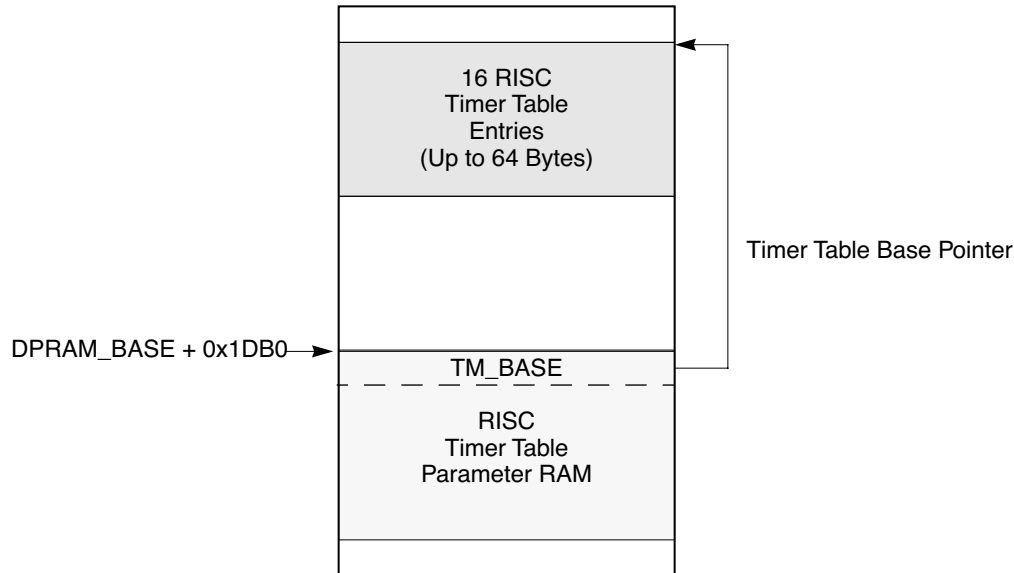 16 RISC
Timer Table
Entries
(Up to 64 Bytes)
Timer Table Base Pointer
DPRAM_BASE + 0x1DB0
TM_BASE
RISC
Timer Table
Parameter RAM